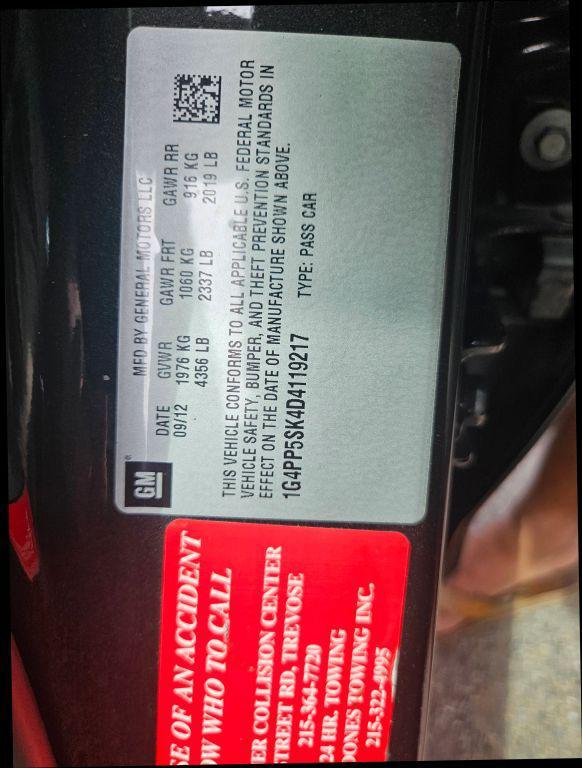 GM
MFD BY GENERAL MOTORS LLC
DATE GVWR GAWR FRT GAWR RR
09/12 1976 KG 1060 KG 916 KG
4356 LB 2337 LB 2019 LB
THIS VEHICLE CONFORMS TO ALL APPLICABLE U.S. FEDERAL MOTOR
VEHICLE SAFETY, BUMPER, AND THEFT PREVENTION STANDARDS IN
EFFECT ON THE DATE OF MANUFACTURE SHOWN ABOVE.
1G4PP5SK4D4119217 TYPE: PASS CAR
SE OF AN ACCIDENT
OW WHO TO CALL
ER COLLISION CENTER
STREET RD, TREVOSE
215-364-7720
24 HR. TOWING
DONES TOWING INC.
215-322-4995